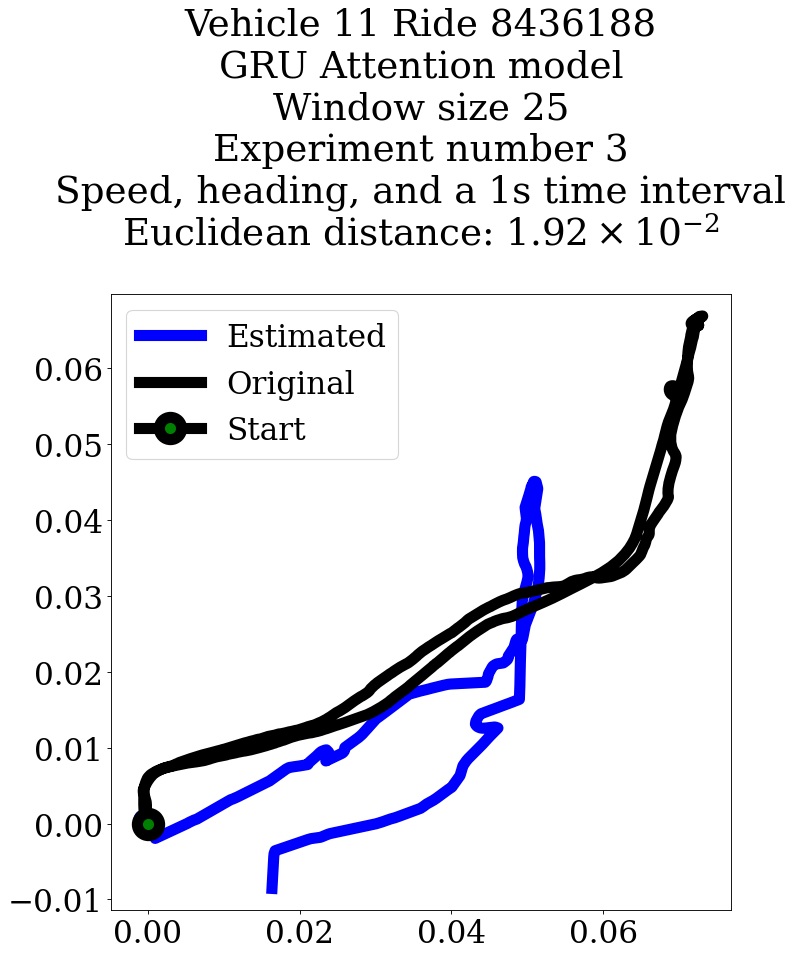 Vehicle 11 Ride 8436188
GRU Attention model
Window size 25
Experiment number 3
Speed, heading, and a 1s time interval
Euclidean distance: 1.92 × 10⁻²
Estimated
Original
Start
0.06
0.05
0.04
0.03
0.02
0.01
0.00
−0.01
0.00 0.02 0.04 0.06